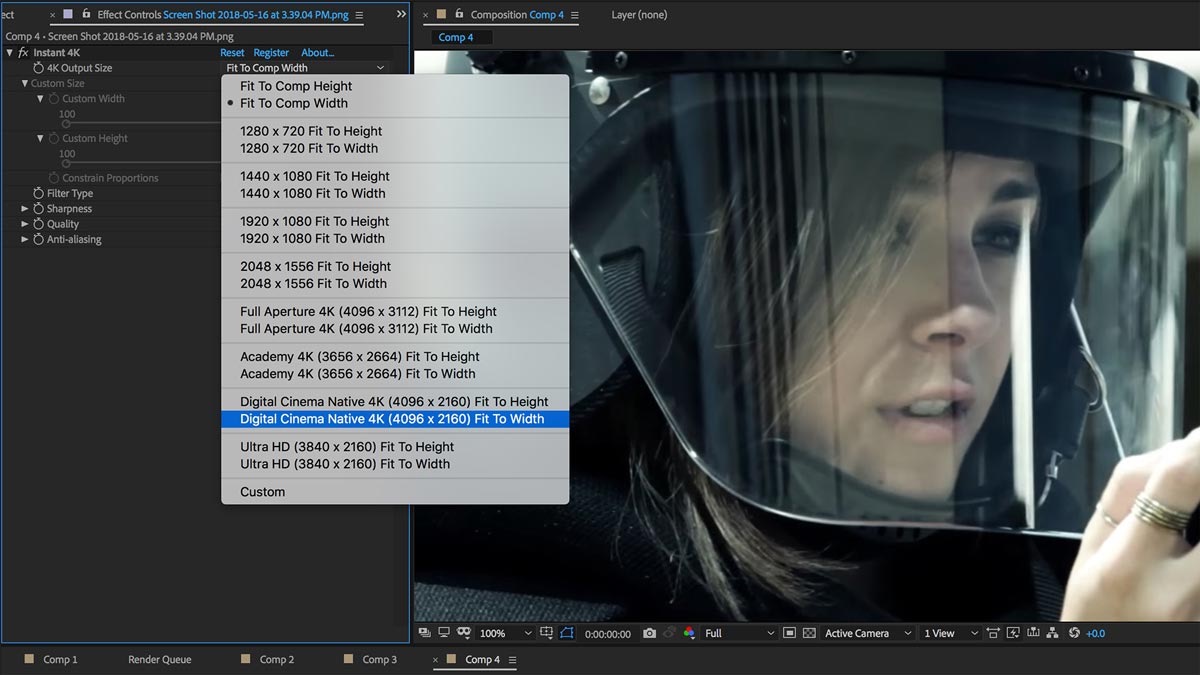 ect
Effect Controls Screen Shot 2018-05-16 at 3.39.04 PM.png
Composition Comp 4
Layer (none)
Comp 4 • Screen Shot 2018-05-16 at 3.39.04 PM.png
Comp 4
fx Instant 4K Reset Register About...
4K Output Size Fit To Comp Width
Custom Size
Custom Width
100
Custom Height
100
Constrain Proportions
Filter Type
Sharpness
Quality
Anti-aliasing
Fit To Comp Height
Fit To Comp Width
1280 x 720 Fit To Height
1280 x 720 Fit To Width
1440 x 1080 Fit To Height
1440 x 1080 Fit To Width
1920 x 1080 Fit To Height
1920 x 1080 Fit To Width
2048 x 1556 Fit To Height
2048 x 1556 Fit To Width
Full Aperture 4K (4096 x 3112) Fit To Height
Full Aperture 4K (4096 x 3112) Fit To Width
Academy 4K (3656 x 2664) Fit To Height
Academy 4K (3656 x 2664) Fit To Width
Digital Cinema Native 4K (4096 x 2160) Fit To Height
Digital Cinema Native 4K (4096 x 2160) Fit To Width
Ultra HD (3840 x 2160) Fit To Height
Ultra HD (3840 x 2160) Fit To Width
Custom
100% 0:00:00:00 Full Active Camera 1 View +0.0
Comp 1 Render Queue Comp 2 Comp 3 Comp 4